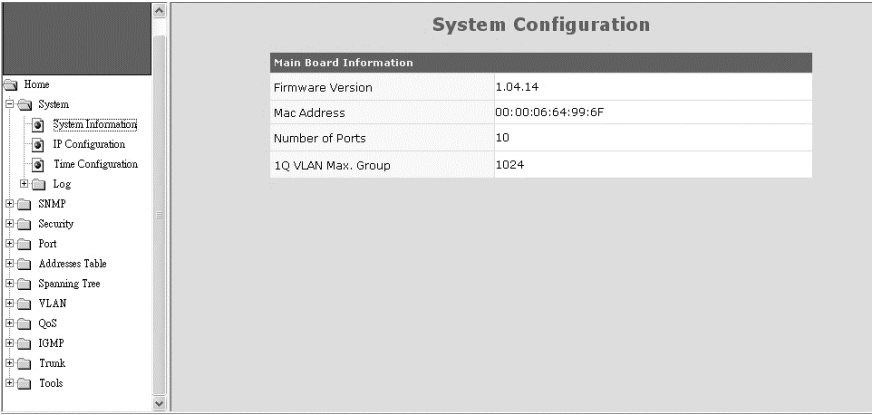 Home
System
System Information
IP Configuration
Time Configuration
Log
SNMP
Security
Port
Addresses Table
Spanning Tree
VLAN
QoS
IGMP
Trunk
Tools
System Configuration
Main Board Information
Firmware Version 1.04.14
Mac Address 00:00:06:64:99:6F
Number of Ports 10
1Q VLAN Max. Group 1024